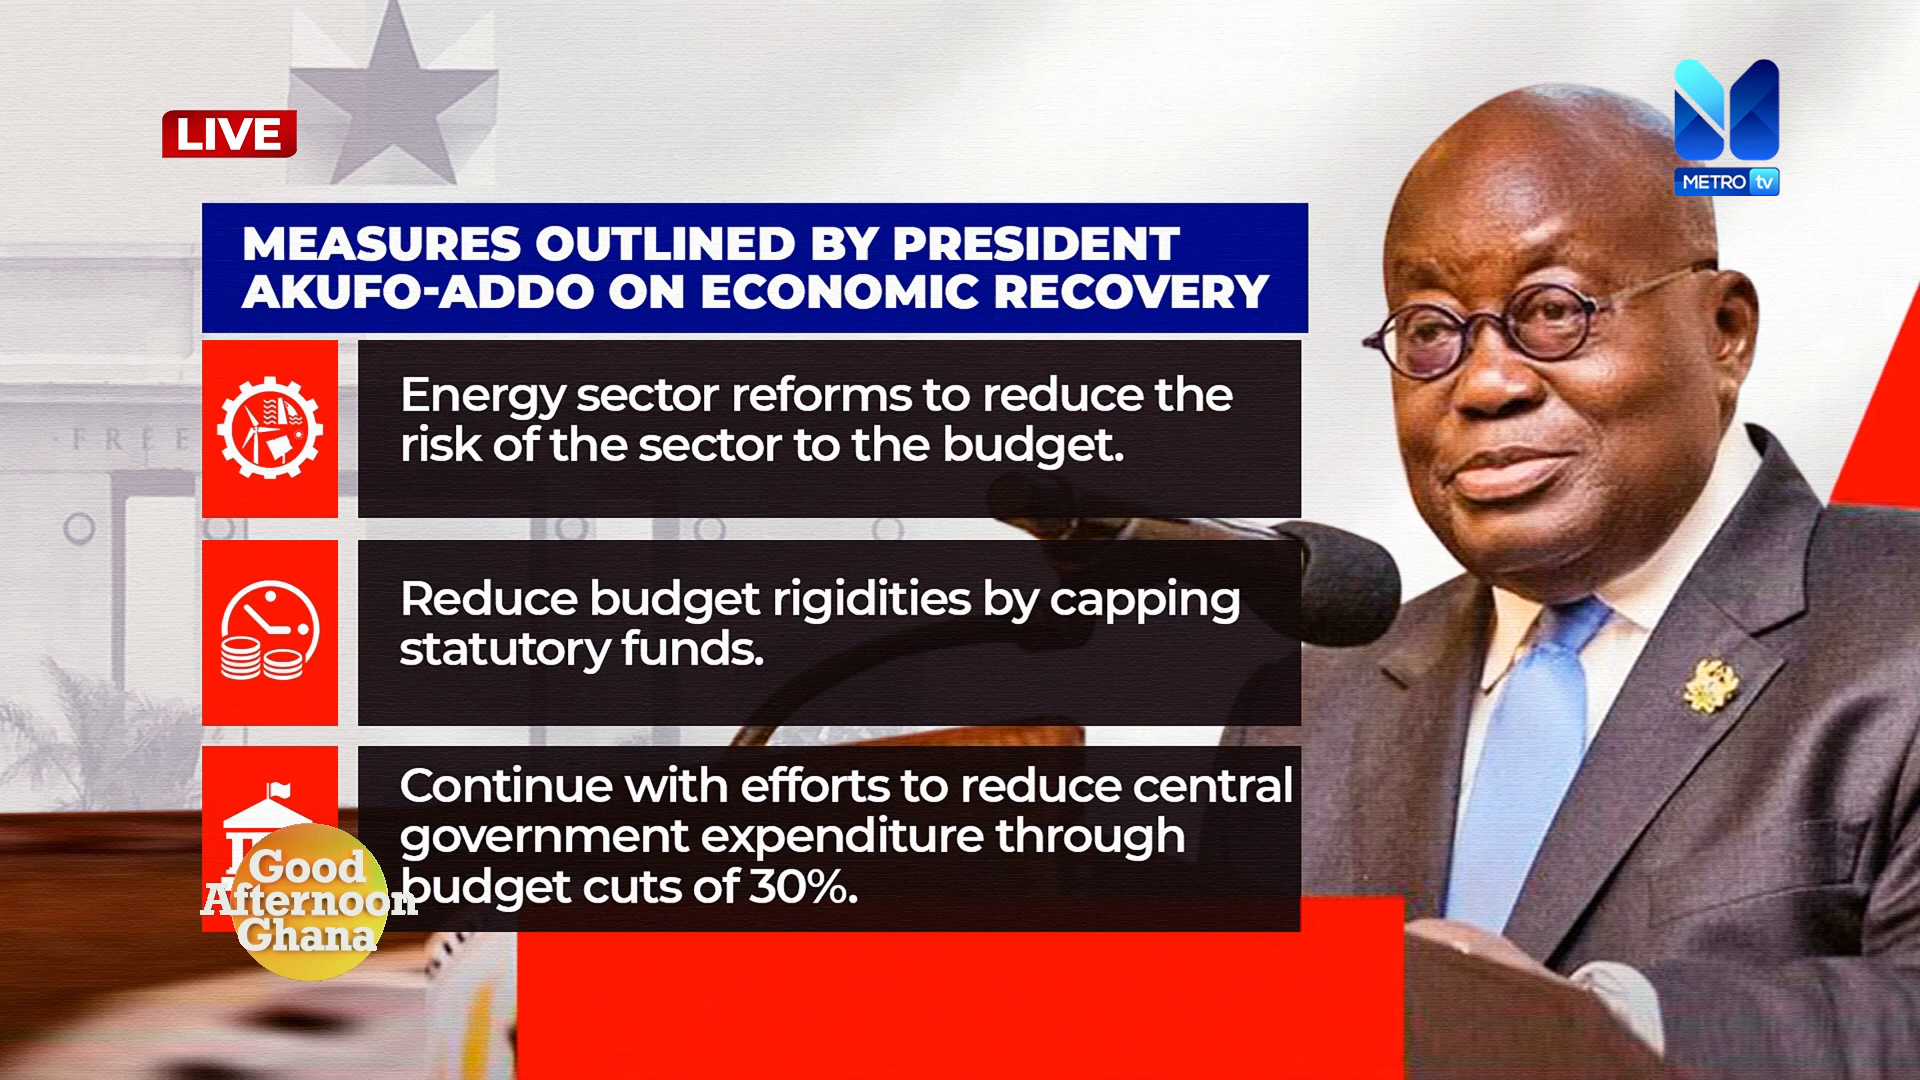 LIVE
METRO tv
MEASURES OUTLINED BY PRESIDENT
AKUFO-ADDO ON ECONOMIC RECOVERY
Energy sector reforms to reduce the
risk of the sector to the budget.
FREE
Reduce budget rigidities by capping
statutory funds.
Continue with efforts to reduce central
government expenditure through
budget cuts of 30%.
Good
Afternoon
Ghana